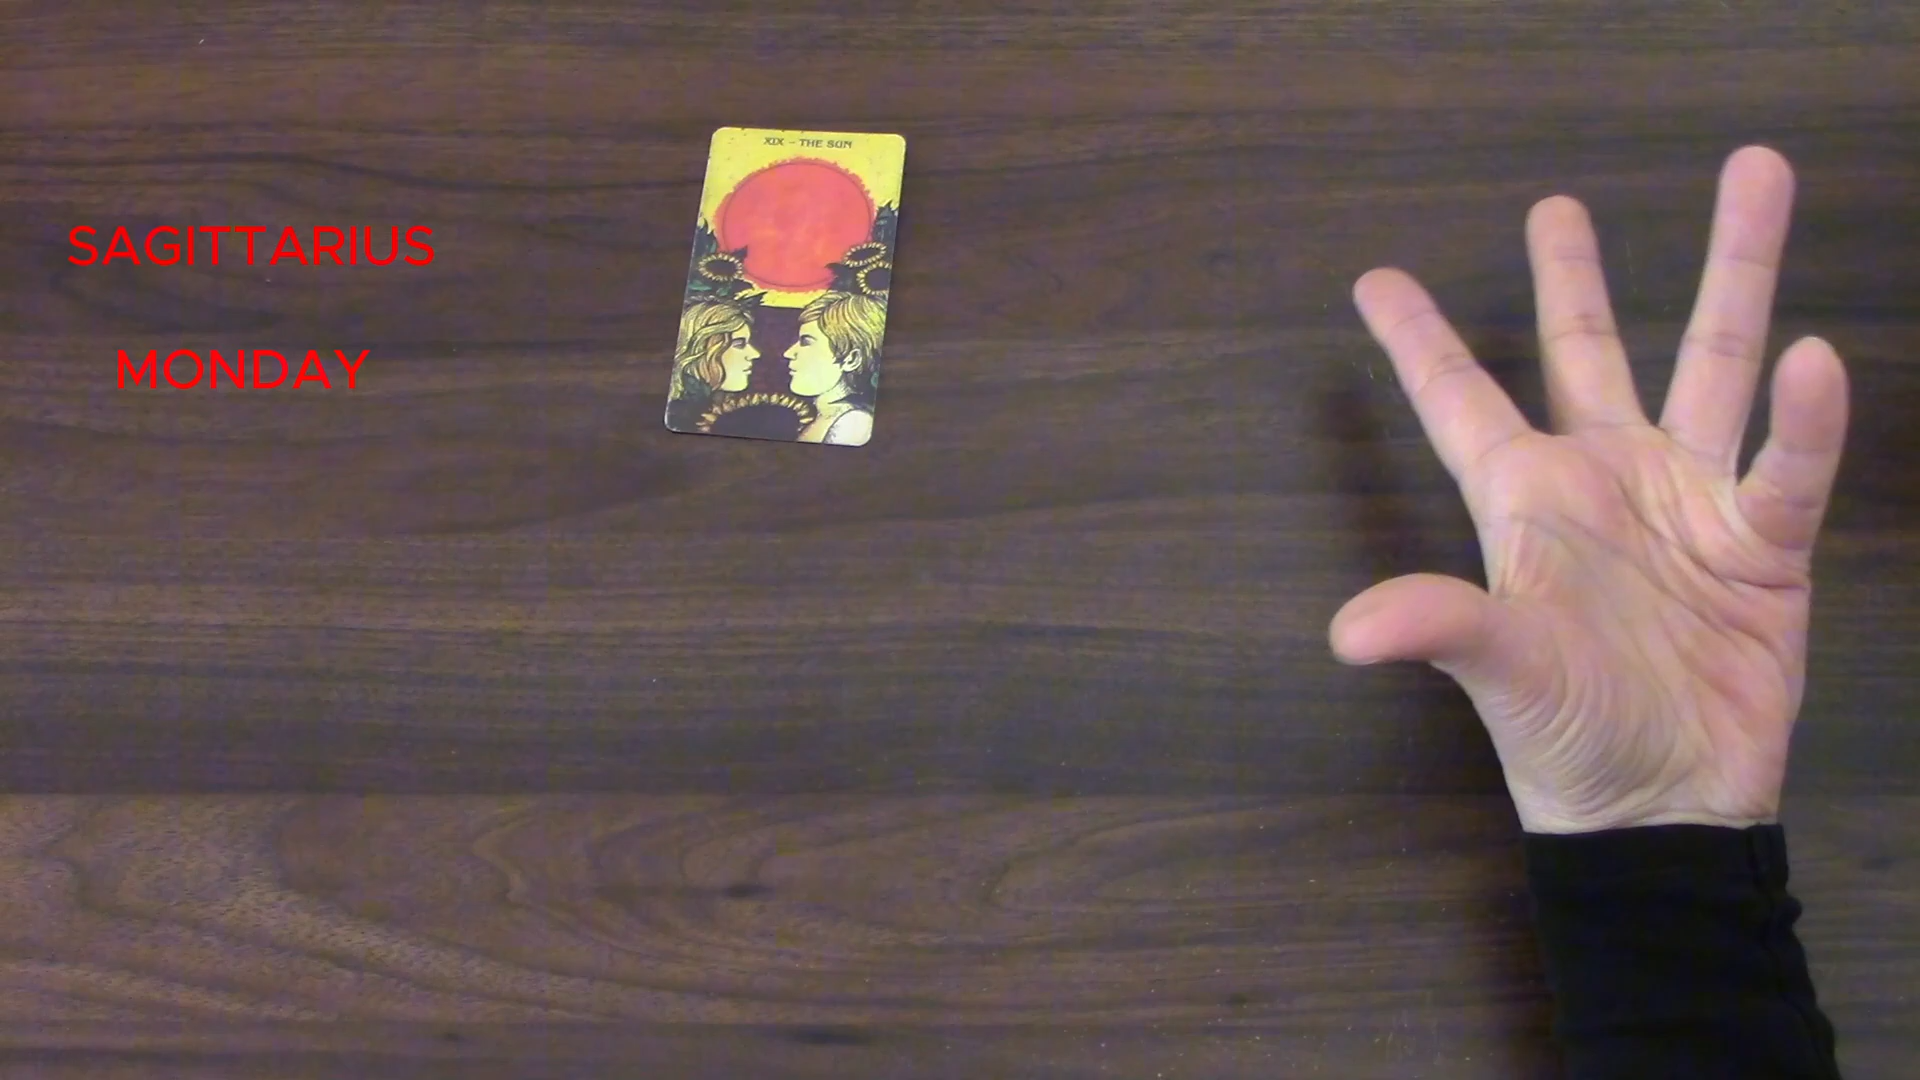 XIX – THE SUN
SAGITTARIUS
MONDAY